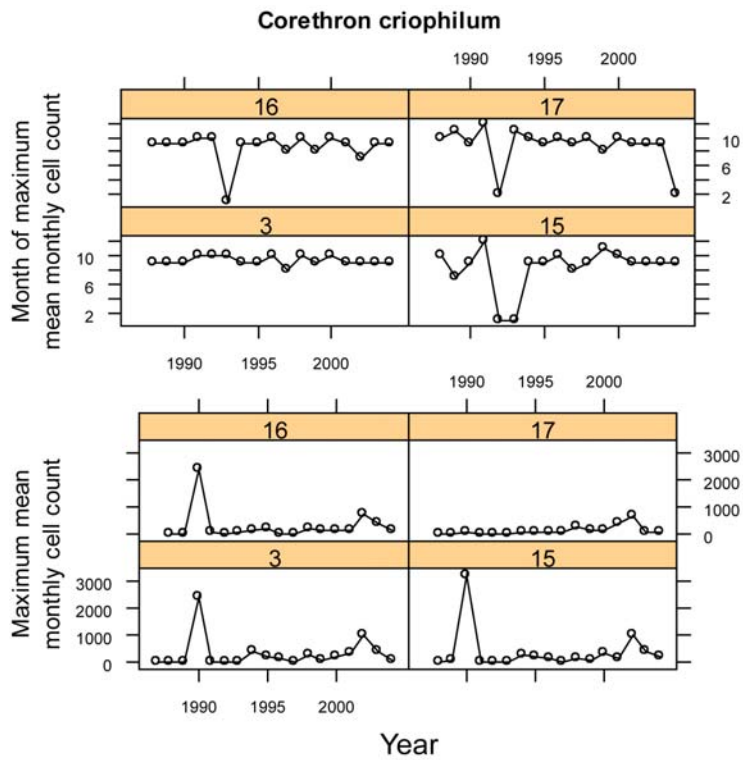 Corethron criophilum
1990 1995 2000
16 17
10
6
2
3 15
10
6
2
Month of maximum
mean monthly cell count
1990 1995 2000
1990 1995 2000
16 17
3000
2000
1000
0
3 15
3000
2000
1000
0
Maximum mean
monthly cell count
1990 1995 2000
Year